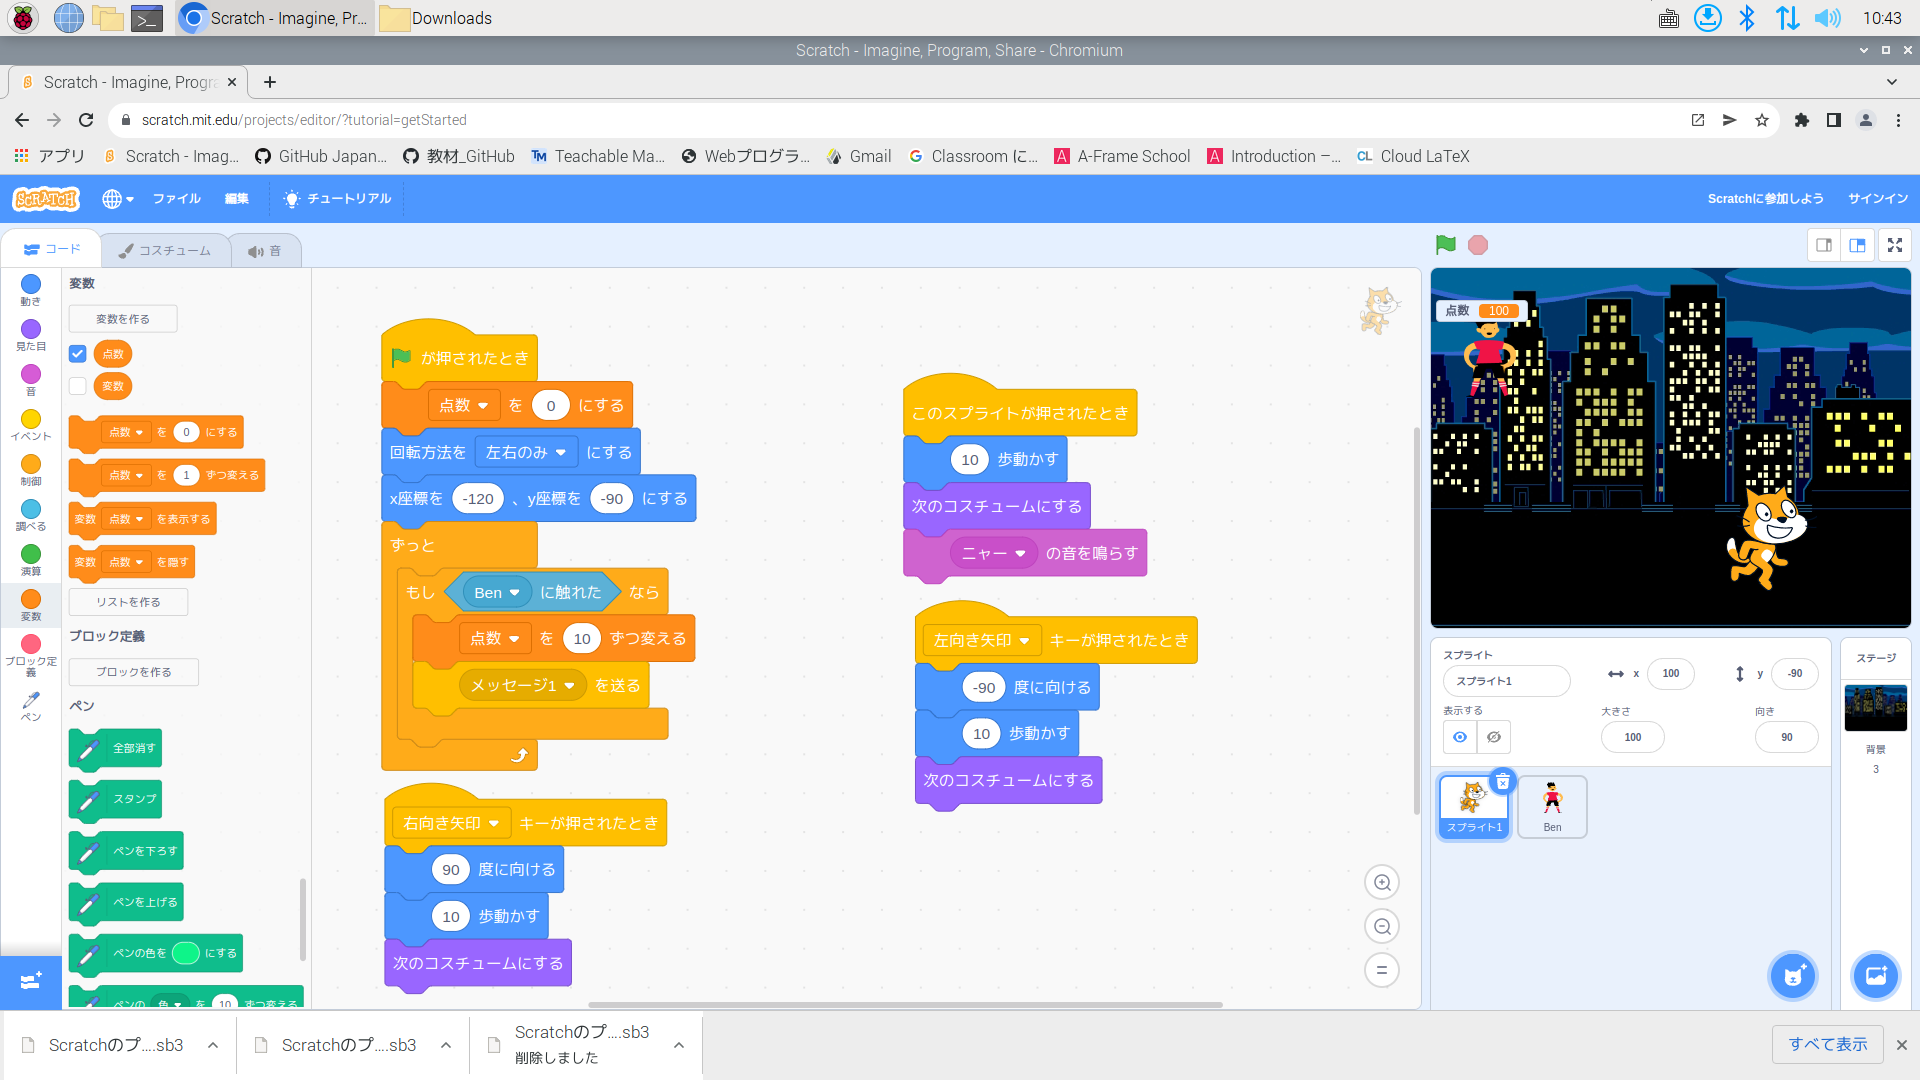 Scratch - Imagine, Pr...
Downloads
10:43
Scratch - Imagine, Program, Share - Chromium
Scratch - Imagine, Progra
scratch.mit.edu/projects/editor/?tutorial=getStarted
アプリ
Scratch - Imag...
GitHub Japan...
教材_GitHub
Teachable Ma...
Webプログラ...
Gmail
Classroom に...
A-Frame School
Introduction –...
Cloud LaTeX
SCRATCH
ファイル
編集
チュートリアル
Scratchに参加しよう
サインイン
コード
コスチューム
音
動き
見た目
音
イベント
制御
調べる
演算
変数
ブロック定義
ペン
変数
変数を作る
点数
変数
点数 を 0 にする
点数 を 1 ずつ変える
変数 点数 を表示する
変数 点数 を隠す
リストを作る
ブロック定義
ブロックを作る
ペン
全部消す
スタンプ
ペンを下ろす
ペンを上げる
ペンの色を にする
ペンの 色 を 10 ずつ変える
が押されたとき
点数 を 0 にする
回転方法を 左右のみ にする
x座標を -120 、y座標を -90 にする
ずっと
もし Ben に触れた なら
点数 を 10 ずつ変える
メッセージ1 を送る
右向き矢印 キーが押されたとき
90 度に向ける
10 歩動かす
次のコスチュームにする
このスプライトが押されたとき
10 歩動かす
次のコスチュームにする
ニャー の音を鳴らす
左向き矢印 キーが押されたとき
-90 度に向ける
10 歩動かす
次のコスチュームにする
点数 100
スプライト
スプライト1
x 100
y -90
表示する
大きさ
100
向き
90
スプライト1
Ben
ステージ
背景
3
Scratchのプ....sb3
Scratchのプ....sb3
Scratchのプ....sb3
削除しました
すべて表示